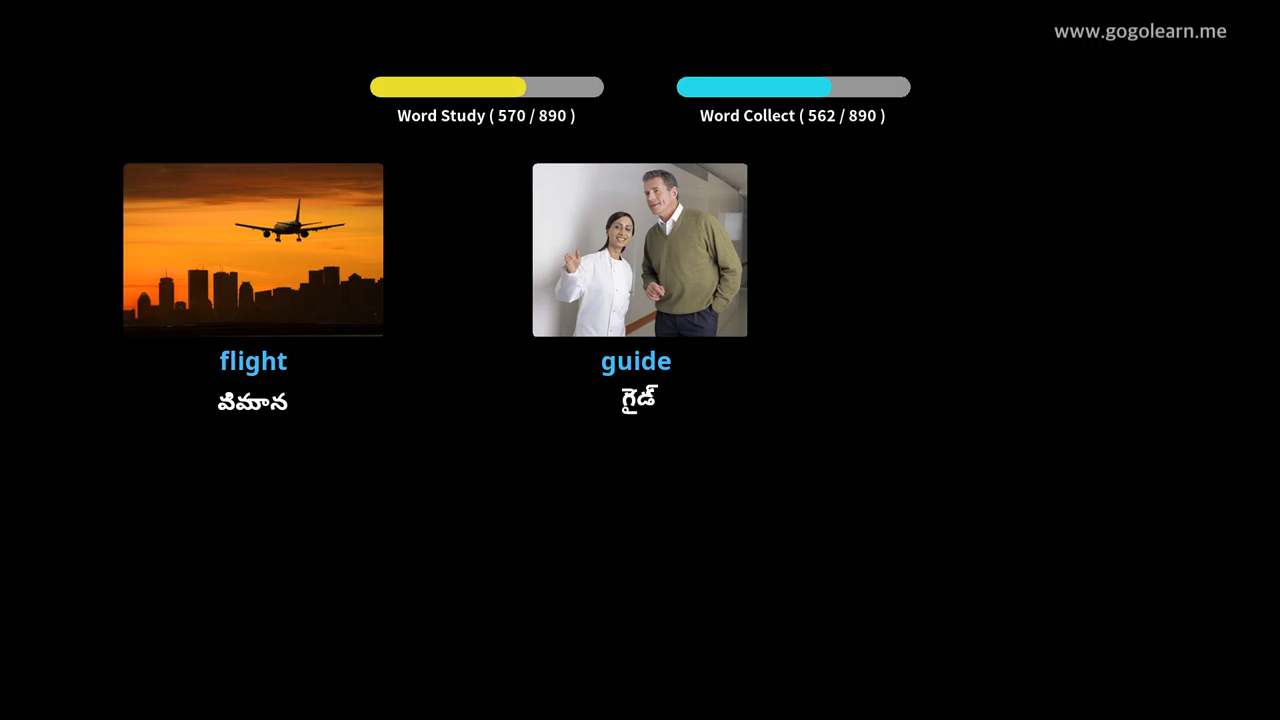 www.gogolearn.me
Word Study ( 570 / 890 )
Word Collect ( 562 / 890 )
flight
విమాన
guide
గైడ్